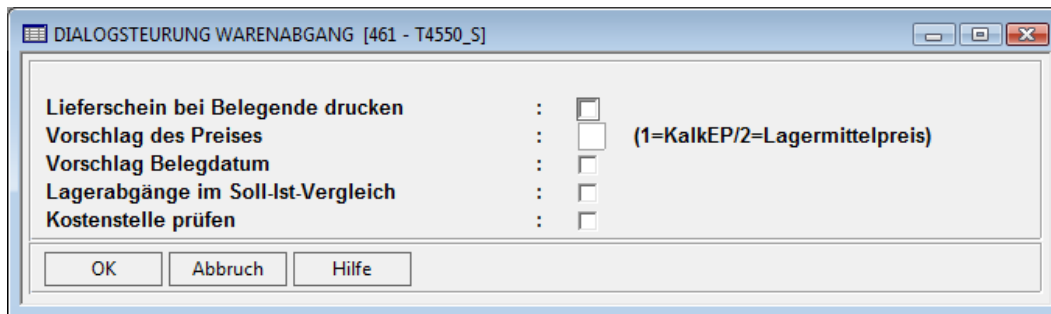 DIALOGSTEURUNG WARENABGANG [461 - T4550_S]
Lieferschein bei Belegende drucken :
Vorschlag des Preises : (1=KalkEP/2=Lagermittelpreis)
Vorschlag Belegdatum :
Lagerabgänge im Soll-Ist-Vergleich :
Kostenstelle prüfen :
OK Abbruch Hilfe